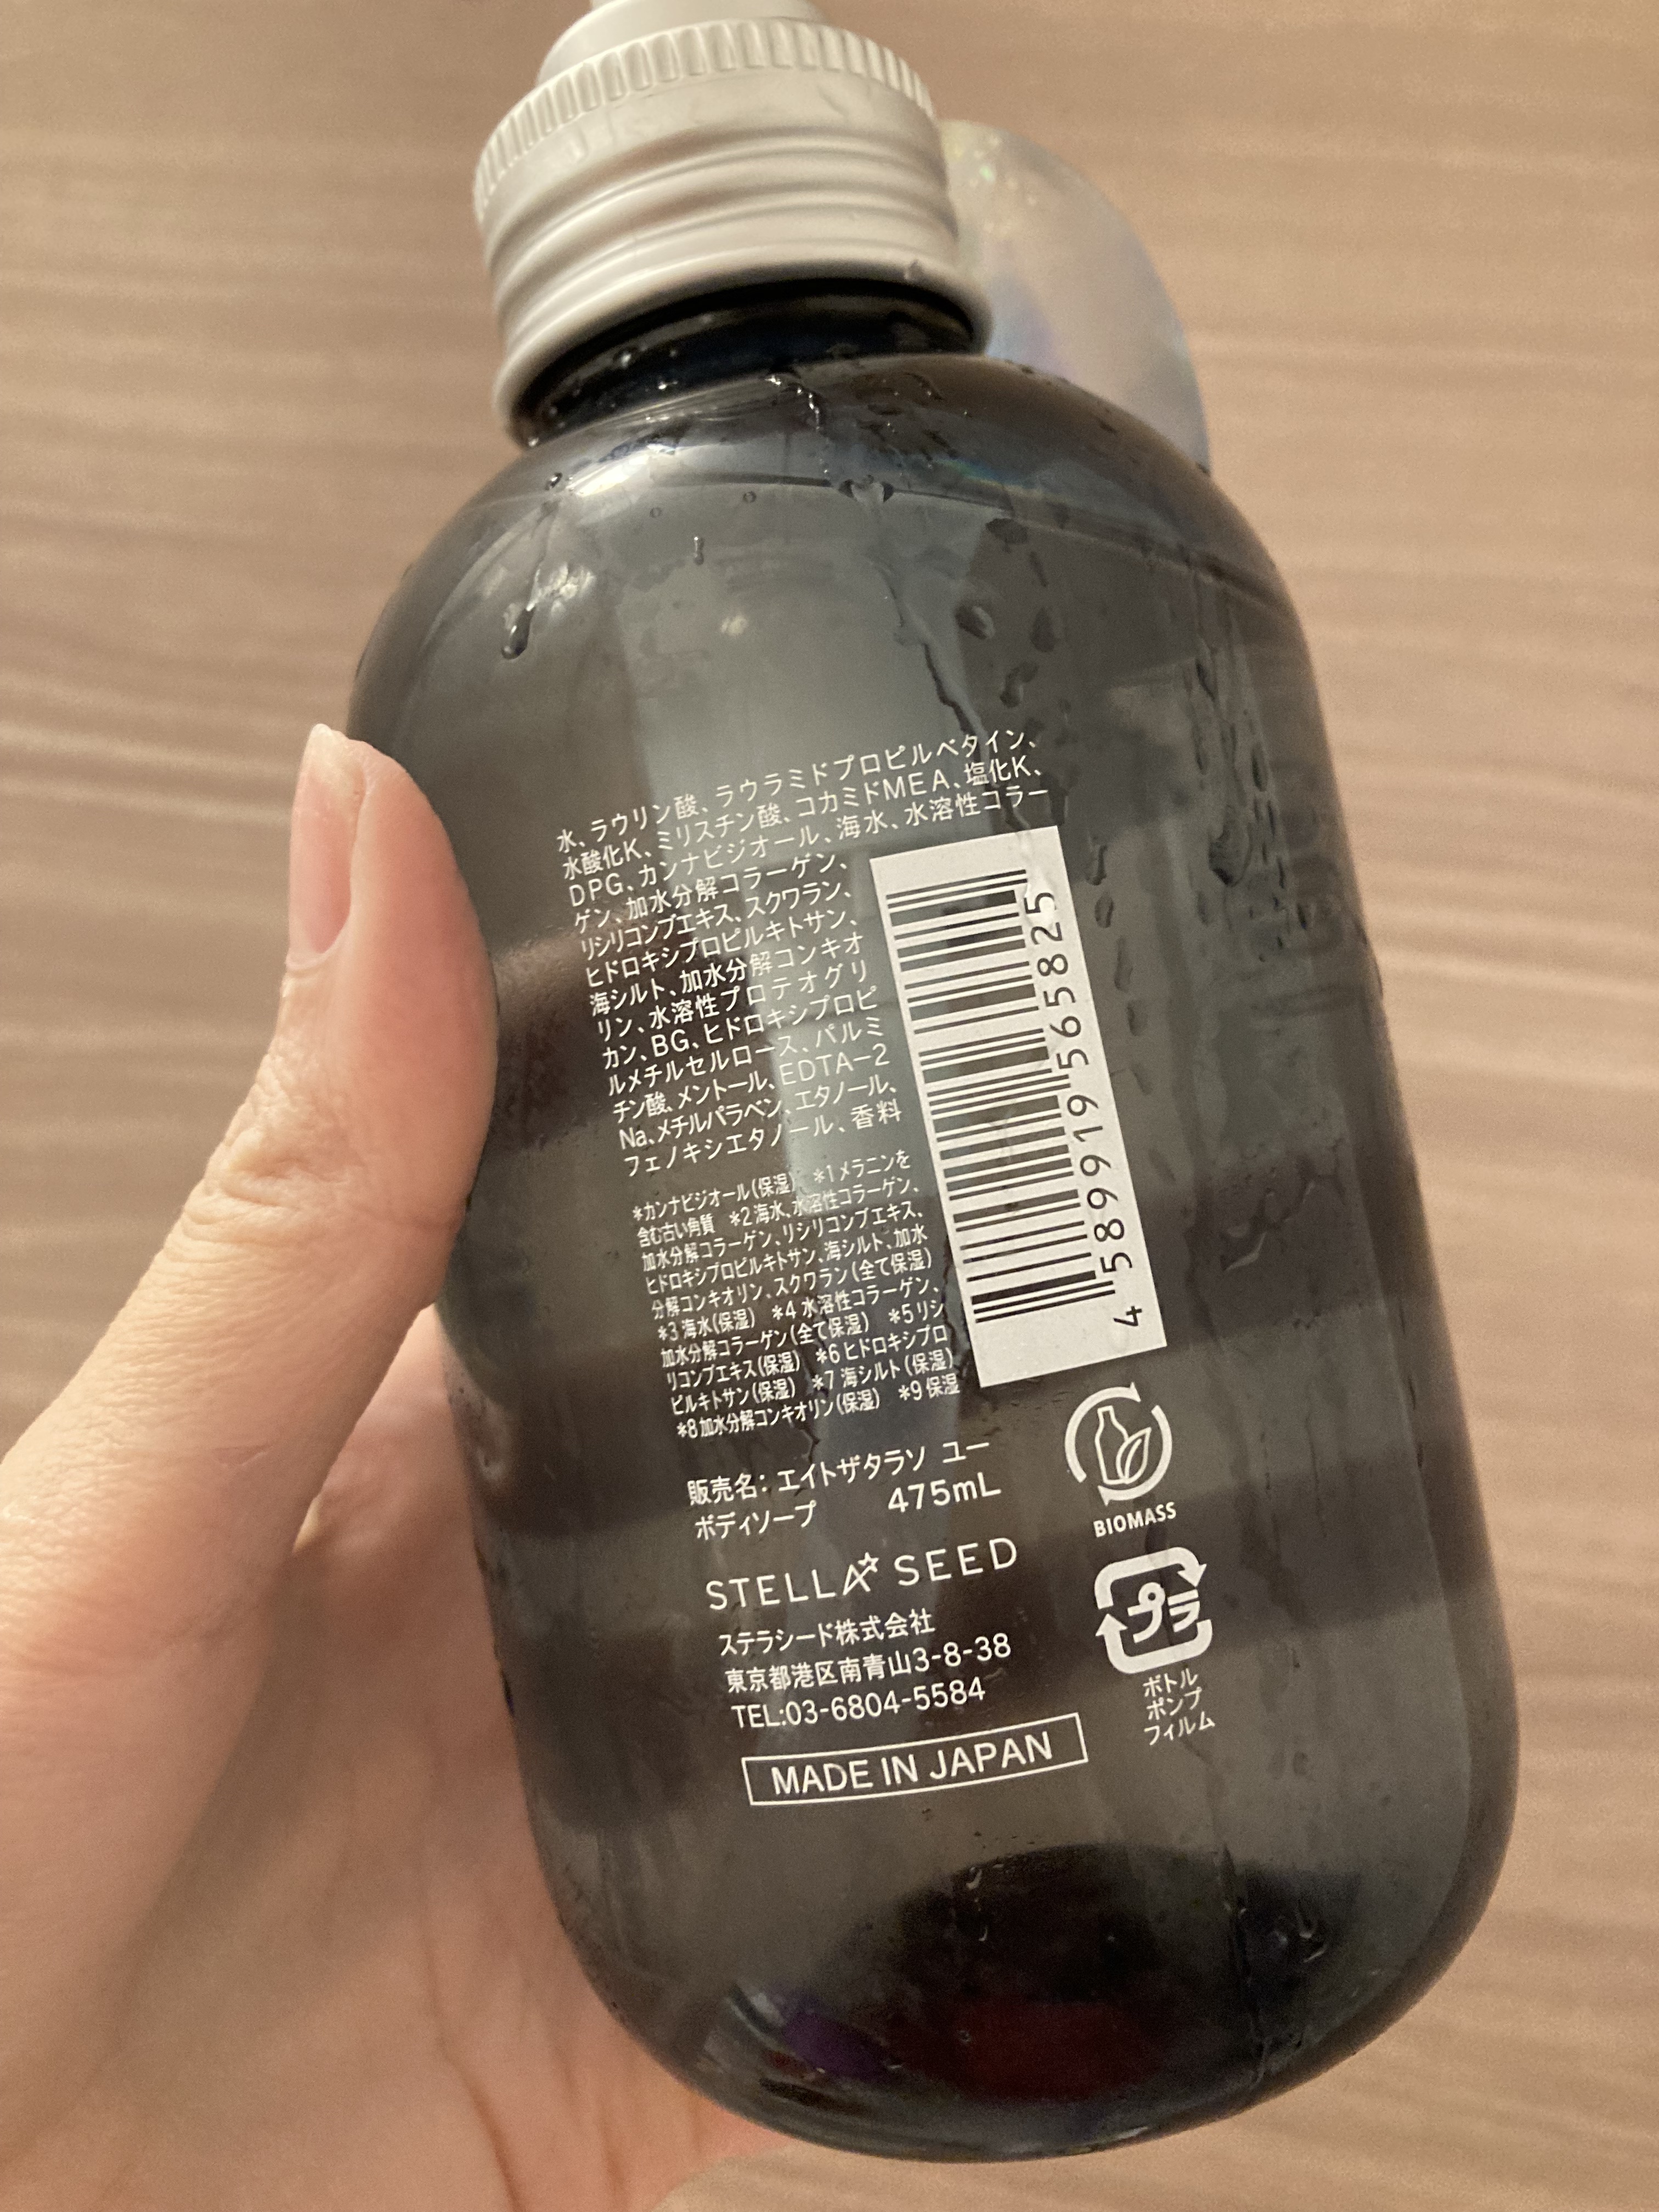 水、ラウリン酸、ラウラミドプロピルベタイン、
水酸化K、ミリスチン酸、コカミドMEA、塩化K、
DPG、カンナビジオール、海水、水溶性コラー
ゲン、加水分解コラーゲン、
リシリコンブエキス、スクワラン、
ヒドロキシプロピルキトサン、
海シルト、加水分解コンキオ
リン、水溶性プロテオグリ
カン、BG、ヒドロキシプロピ
ルメチルセルロース、パルミ
チン酸、メントール、EDTA−2
Na、メチルパラベン、エタノール、
フェノキシエタノール、香料
*カンナビジオール(保湿) *1メラニンを
含む古い角質 *2海水、水溶性コラーゲン、
加水分解コラーゲン、リシリコンブエキス、
ヒドロキシプロピルキトサン、海シルト、加水
分解コンキオリン、スクワラン(全て保湿)
*3海水(保湿) *4水溶性コラーゲン、
加水分解コラーゲン(全て保湿) *5リシ
リコンブエキス(保湿) *6ヒドロキシプロ
ピルキトサン(保湿) *7海シルト(保湿)
*8加水分解コンキオリン(保湿) *9保湿
4 589919 565825
販売名：エイトザタラソ ユー
ボディソープ 475mL
STELLA SEED
ステラシード株式会社
東京都港区南青山3-8-38
TEL:03-6804-5584
MADE IN JAPAN
BIOMASS
プラ
ボトル
ポンプ
フィルム